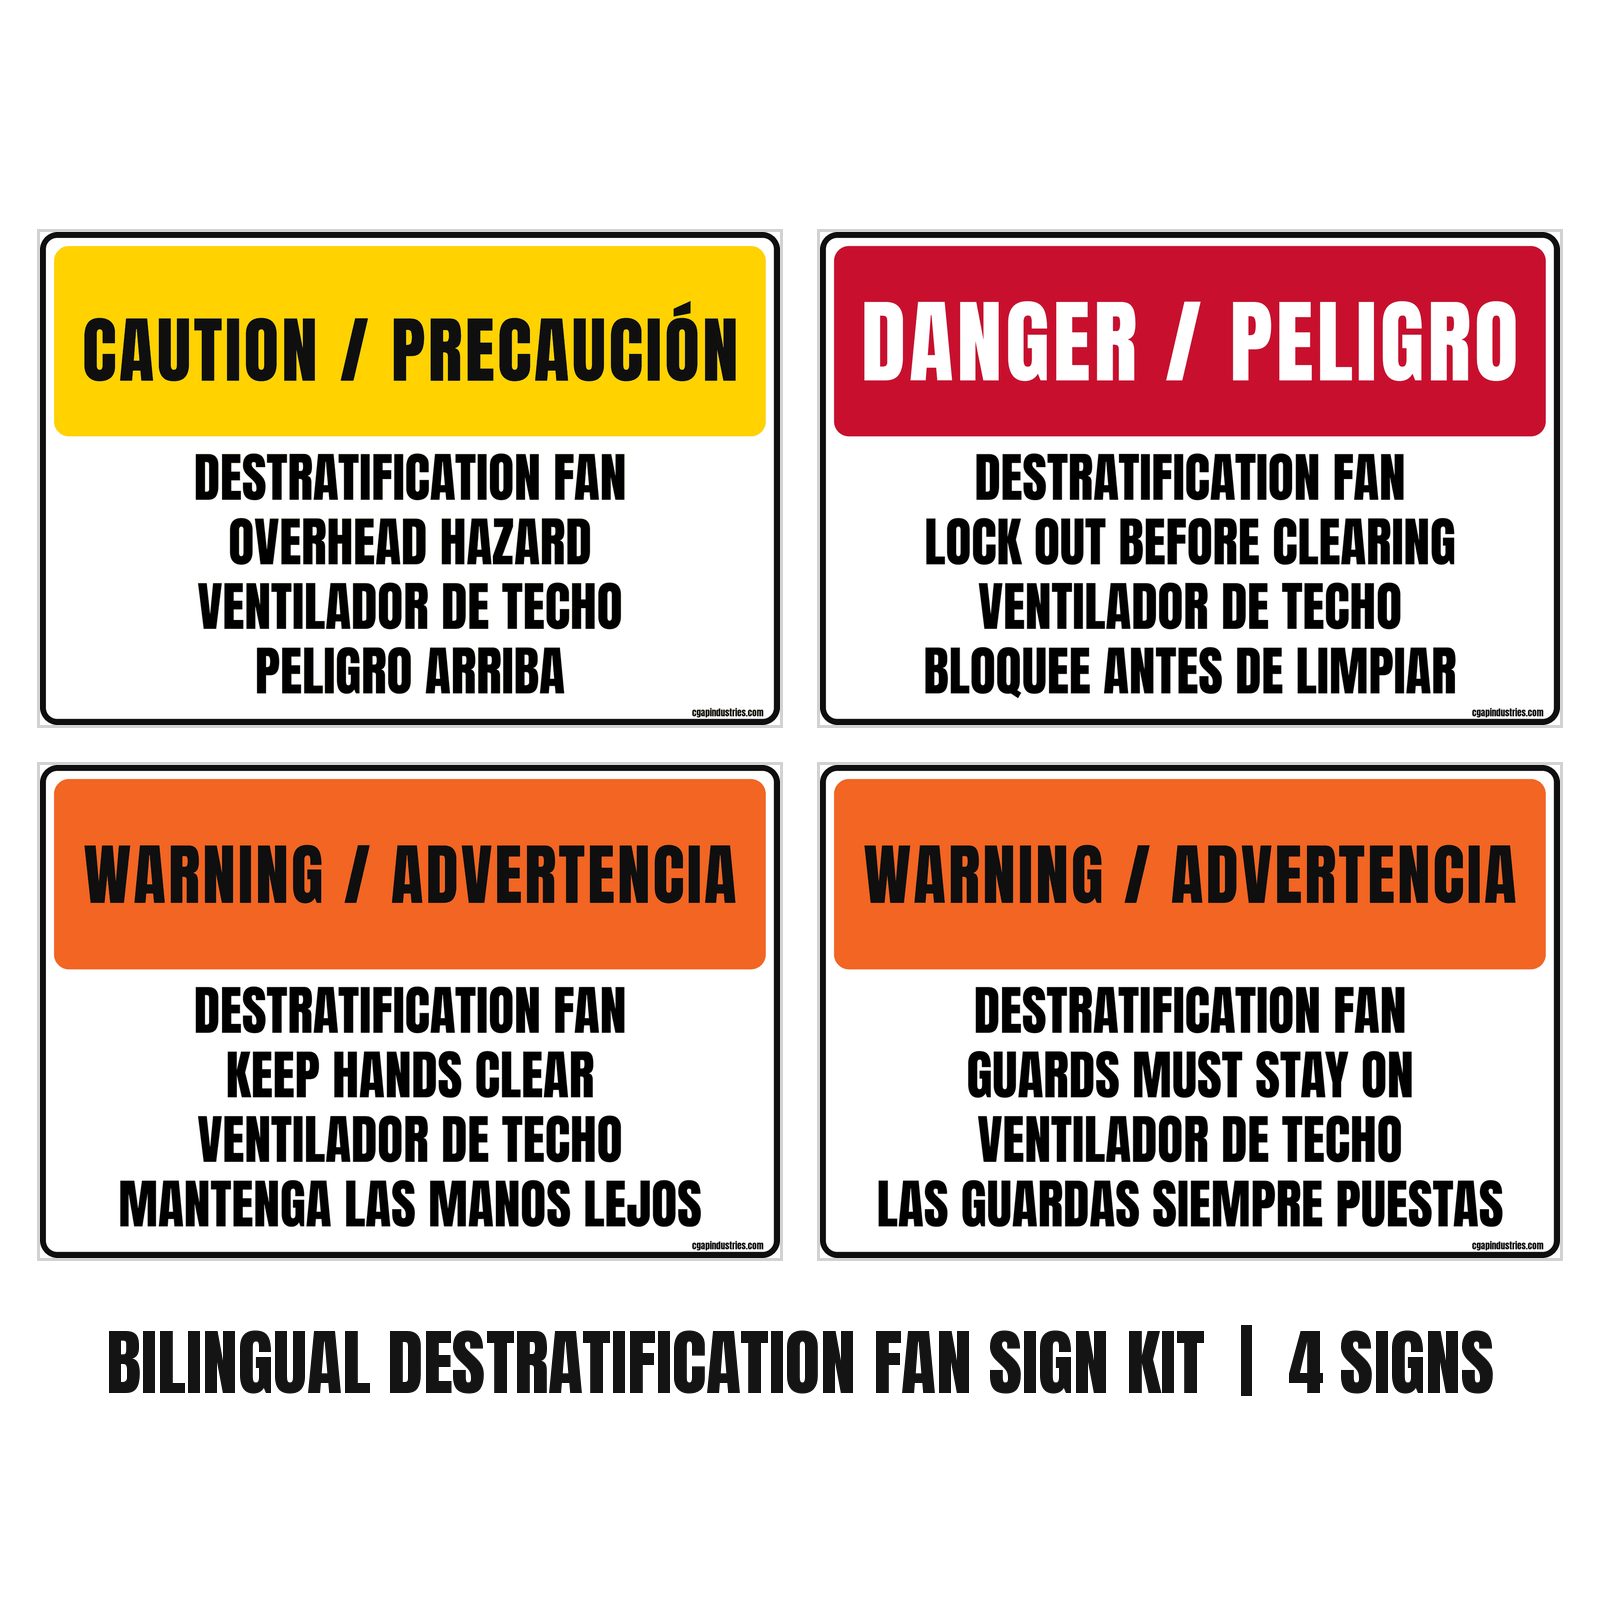 CAUTION / PRECAUCIÓN
DESTRATIFICATION FAN
OVERHEAD HAZARD
VENTILADOR DE TECHO
PELIGRO ARRIBA
cgapindustries.com
DANGER / PELIGRO
DESTRATIFICATION FAN
LOCK OUT BEFORE CLEARING
VENTILADOR DE TECHO
BLOQUEE ANTES DE LIMPIAR
cgapindustries.com
WARNING / ADVERTENCIA
DESTRATIFICATION FAN
KEEP HANDS CLEAR
VENTILADOR DE TECHO
MANTENGA LAS MANOS LEJOS
cgapindustries.com
WARNING / ADVERTENCIA
DESTRATIFICATION FAN
GUARDS MUST STAY ON
VENTILADOR DE TECHO
LAS GUARDAS SIEMPRE PUESTAS
cgapindustries.com
BILINGUAL DESTRATIFICATION FAN SIGN KIT | 4 SIGNS